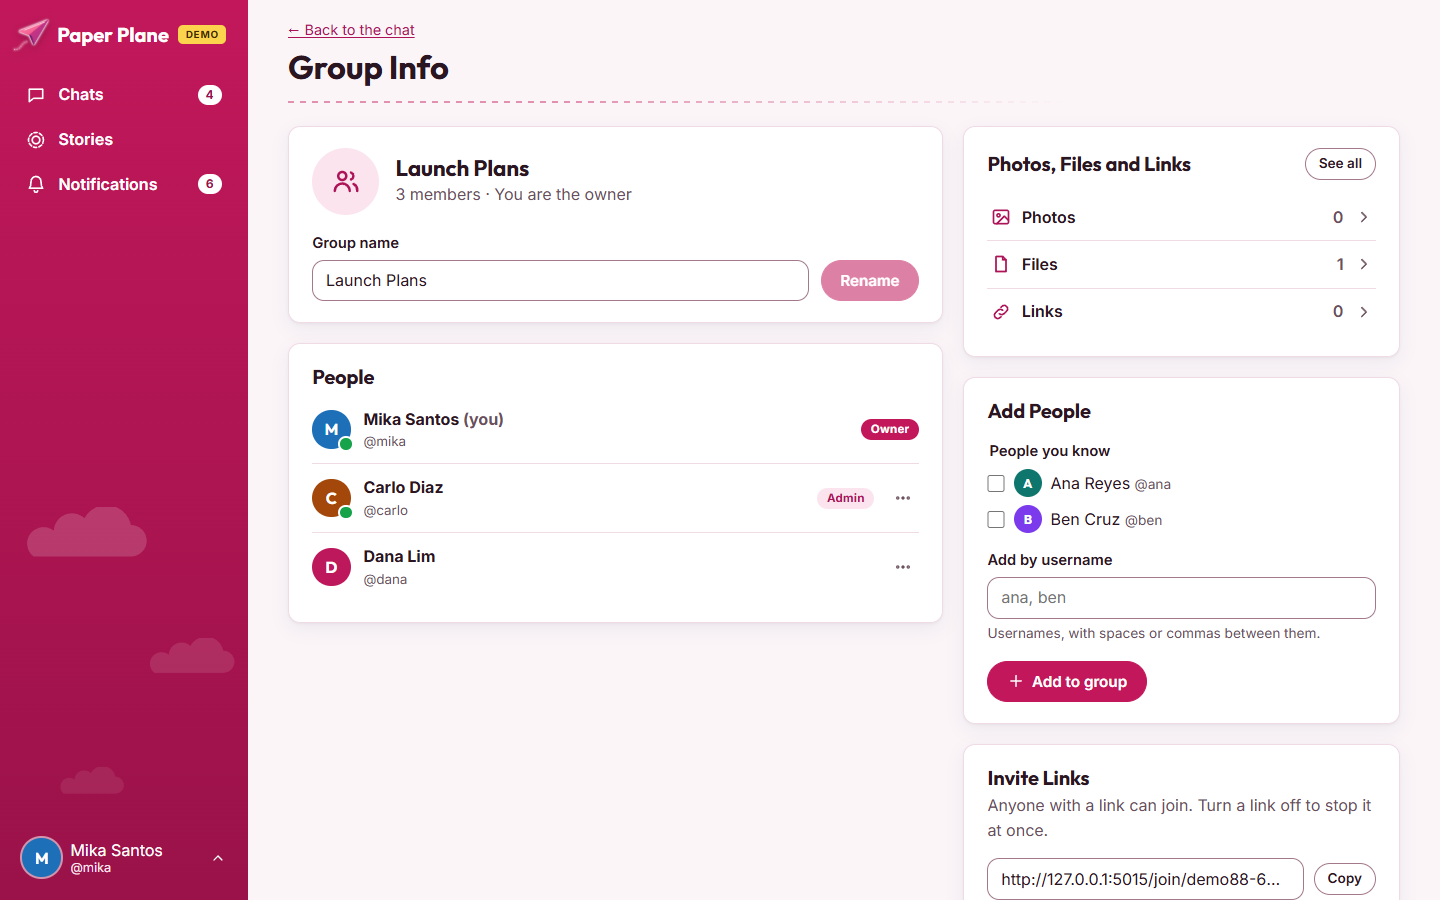 Paper Plane DEMO
Chats 4
Stories
Notifications 6
M Mika Santos
@mika
← Back to the chat
Group Info
Launch Plans
3 members · You are the owner
Group name
Launch Plans Rename
People
M Mika Santos (you)
@mika
Owner
C Carlo Diaz
@carlo
Admin
D Dana Lim
@dana
Photos, Files and Links See all
Photos 0
Files 1
Links 0
Add People
People you know
A Ana Reyes @ana
B Ben Cruz @ben
Add by username
ana, ben
Usernames, with spaces or commas between them.
+ Add to group
Invite Links
Anyone with a link can join. Turn a link off to stop it
at once.
http://127.0.0.1:5015/join/demo88-6... Copy